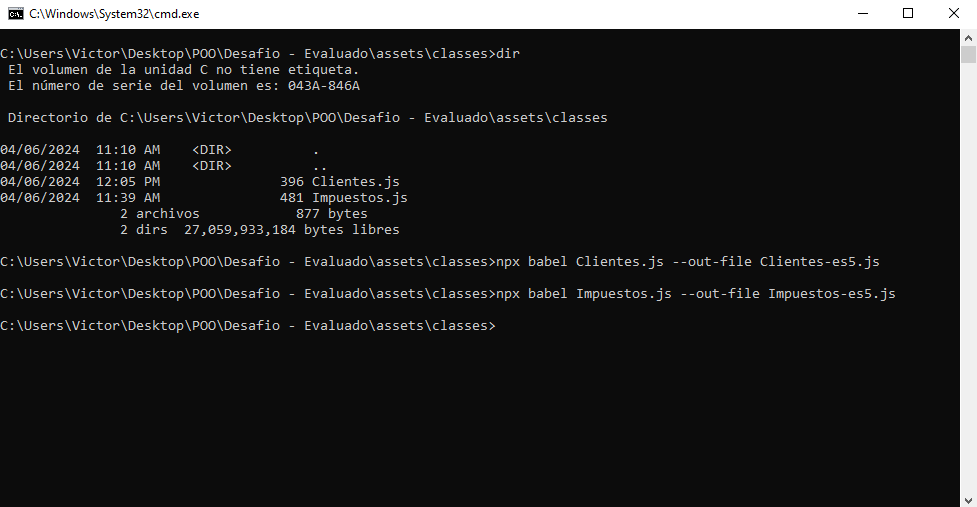 C:\Windows\System32\cmd.exe
C:\Users\Victor\Desktop\POO\Desafio - Evaluado\assets\classes>dir
 El volumen de la unidad C no tiene etiqueta.
 El número de serie del volumen es: 043A-846A
 Directorio de C:\Users\Victor\Desktop\POO\Desafio - Evaluado\assets\classes
04/06/2024  11:10 AM    <DIR>          .
04/06/2024  11:10 AM    <DIR>          ..
04/06/2024  12:05 PM               396 Clientes.js
04/06/2024  11:39 AM               481 Impuestos.js
               2 archivos            877 bytes
               2 dirs  27,059,933,184 bytes libres
C:\Users\Victor\Desktop\POO\Desafio - Evaluado\assets\classes>npx babel Clientes.js --out-file Clientes-es5.js
C:\Users\Victor\Desktop\POO\Desafio - Evaluado\assets\classes>npx babel Impuestos.js --out-file Impuestos-es5.js
C:\Users\Victor\Desktop\POO\Desafio - Evaluado\assets\classes>